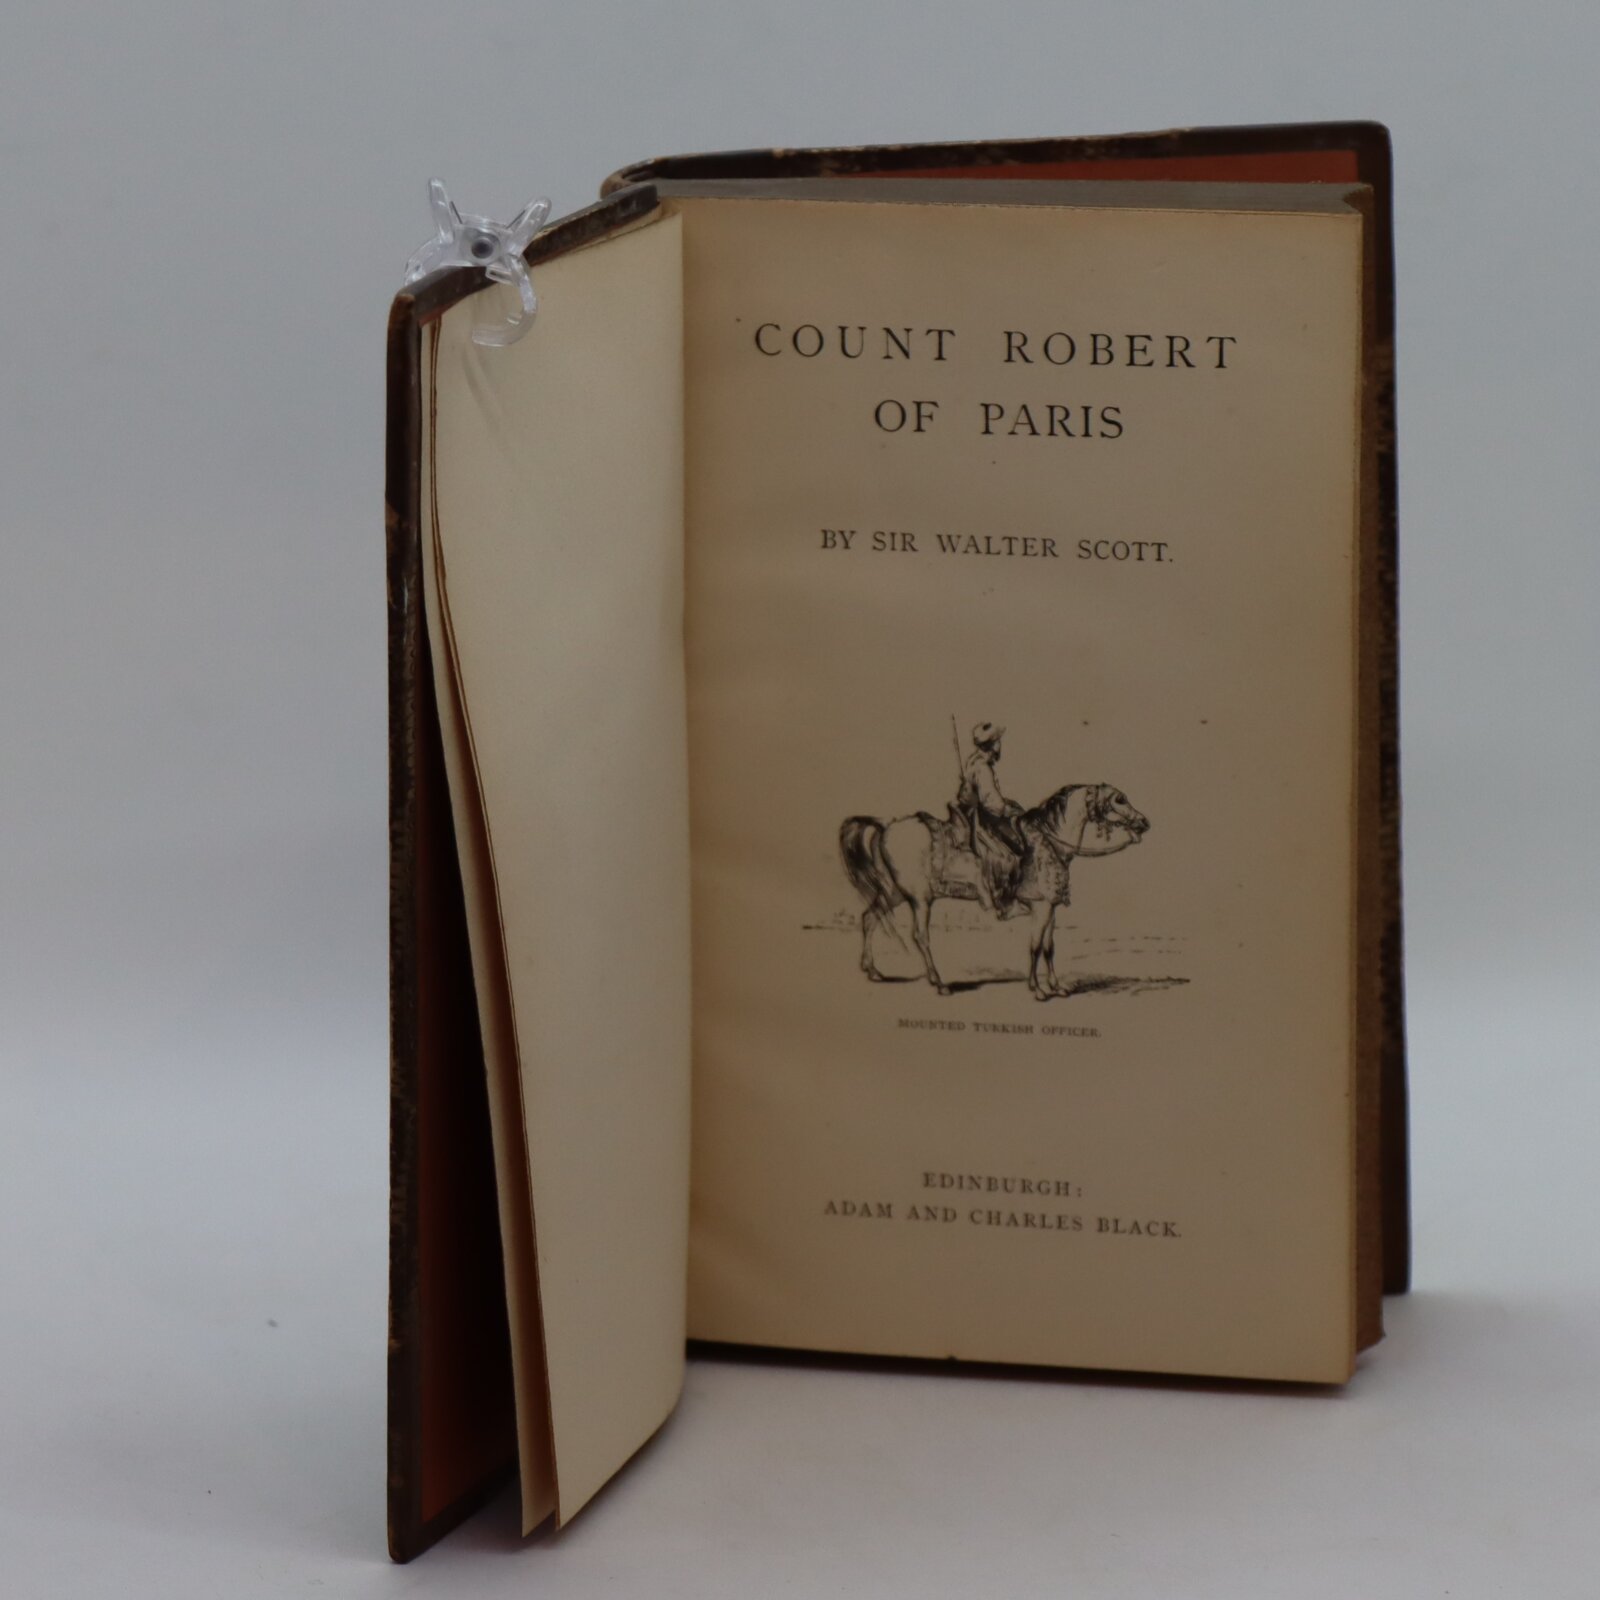 COUNT ROBERT
OF PARIS
BY SIR WALTER SCOTT.
MOUNTED TURKISH OFFICER.
EDINBURGH:
ADAM AND CHARLES BLACK.